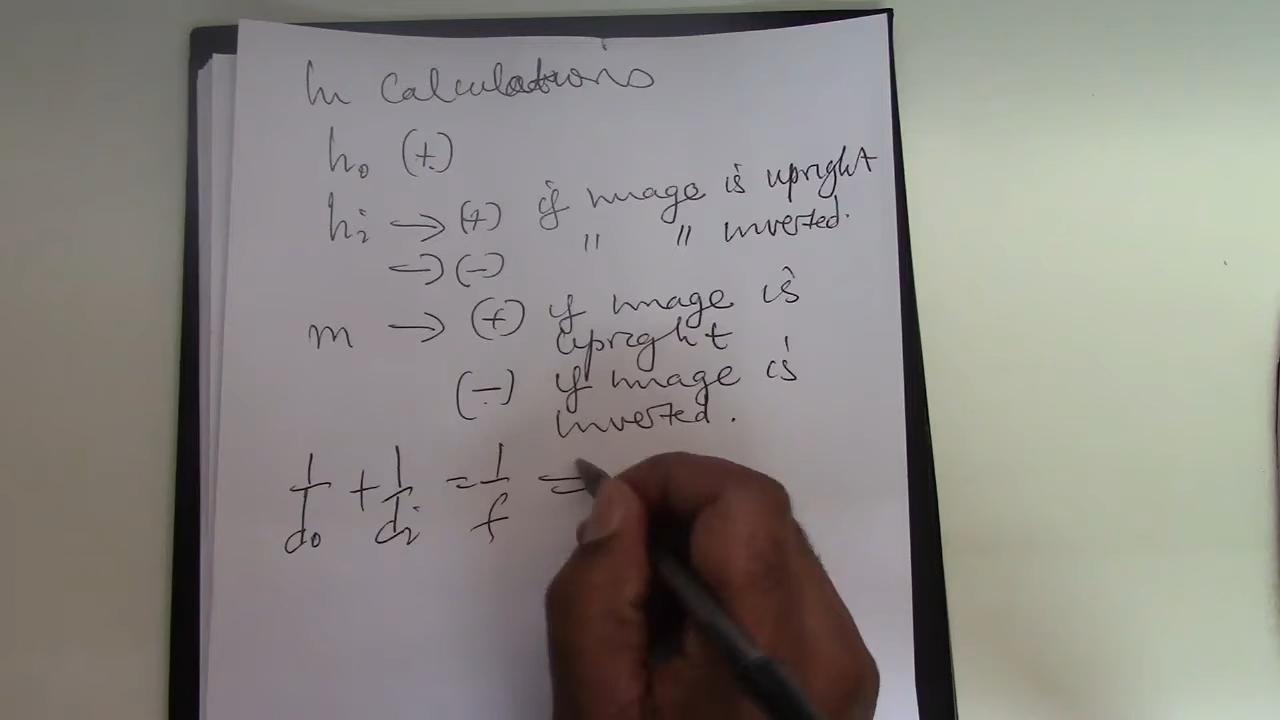 In Calculations
h₀ (+)
hᵢ → (+) if image is upright
→ (−) " " inverted.
m → (+) if image is
upright
(−) if image is
inverted.
1/d₀ + 1/dᵢ = 1/f =